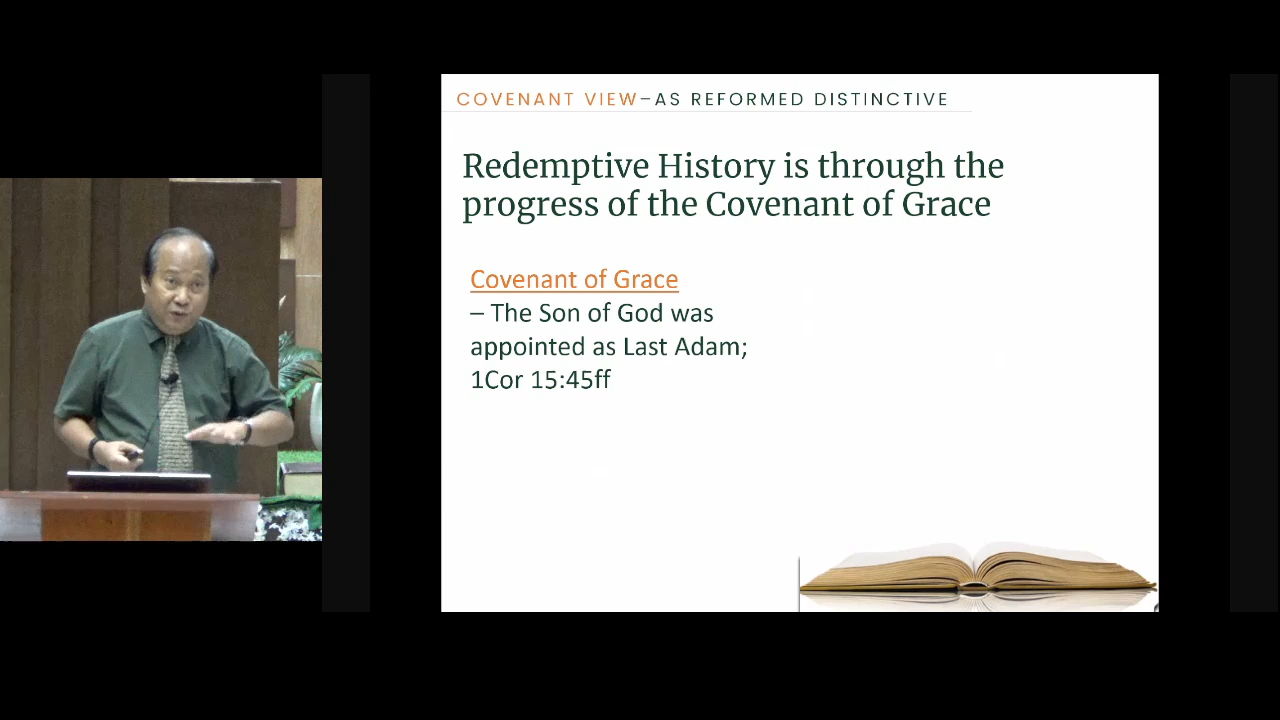 COVENANT VIEW–AS REFORMED DISTINCTIVE
Redemptive History is through the
progress of the Covenant of Grace
Covenant of Grace
– The Son of God was
appointed as Last Adam;
1Cor 15:45ff